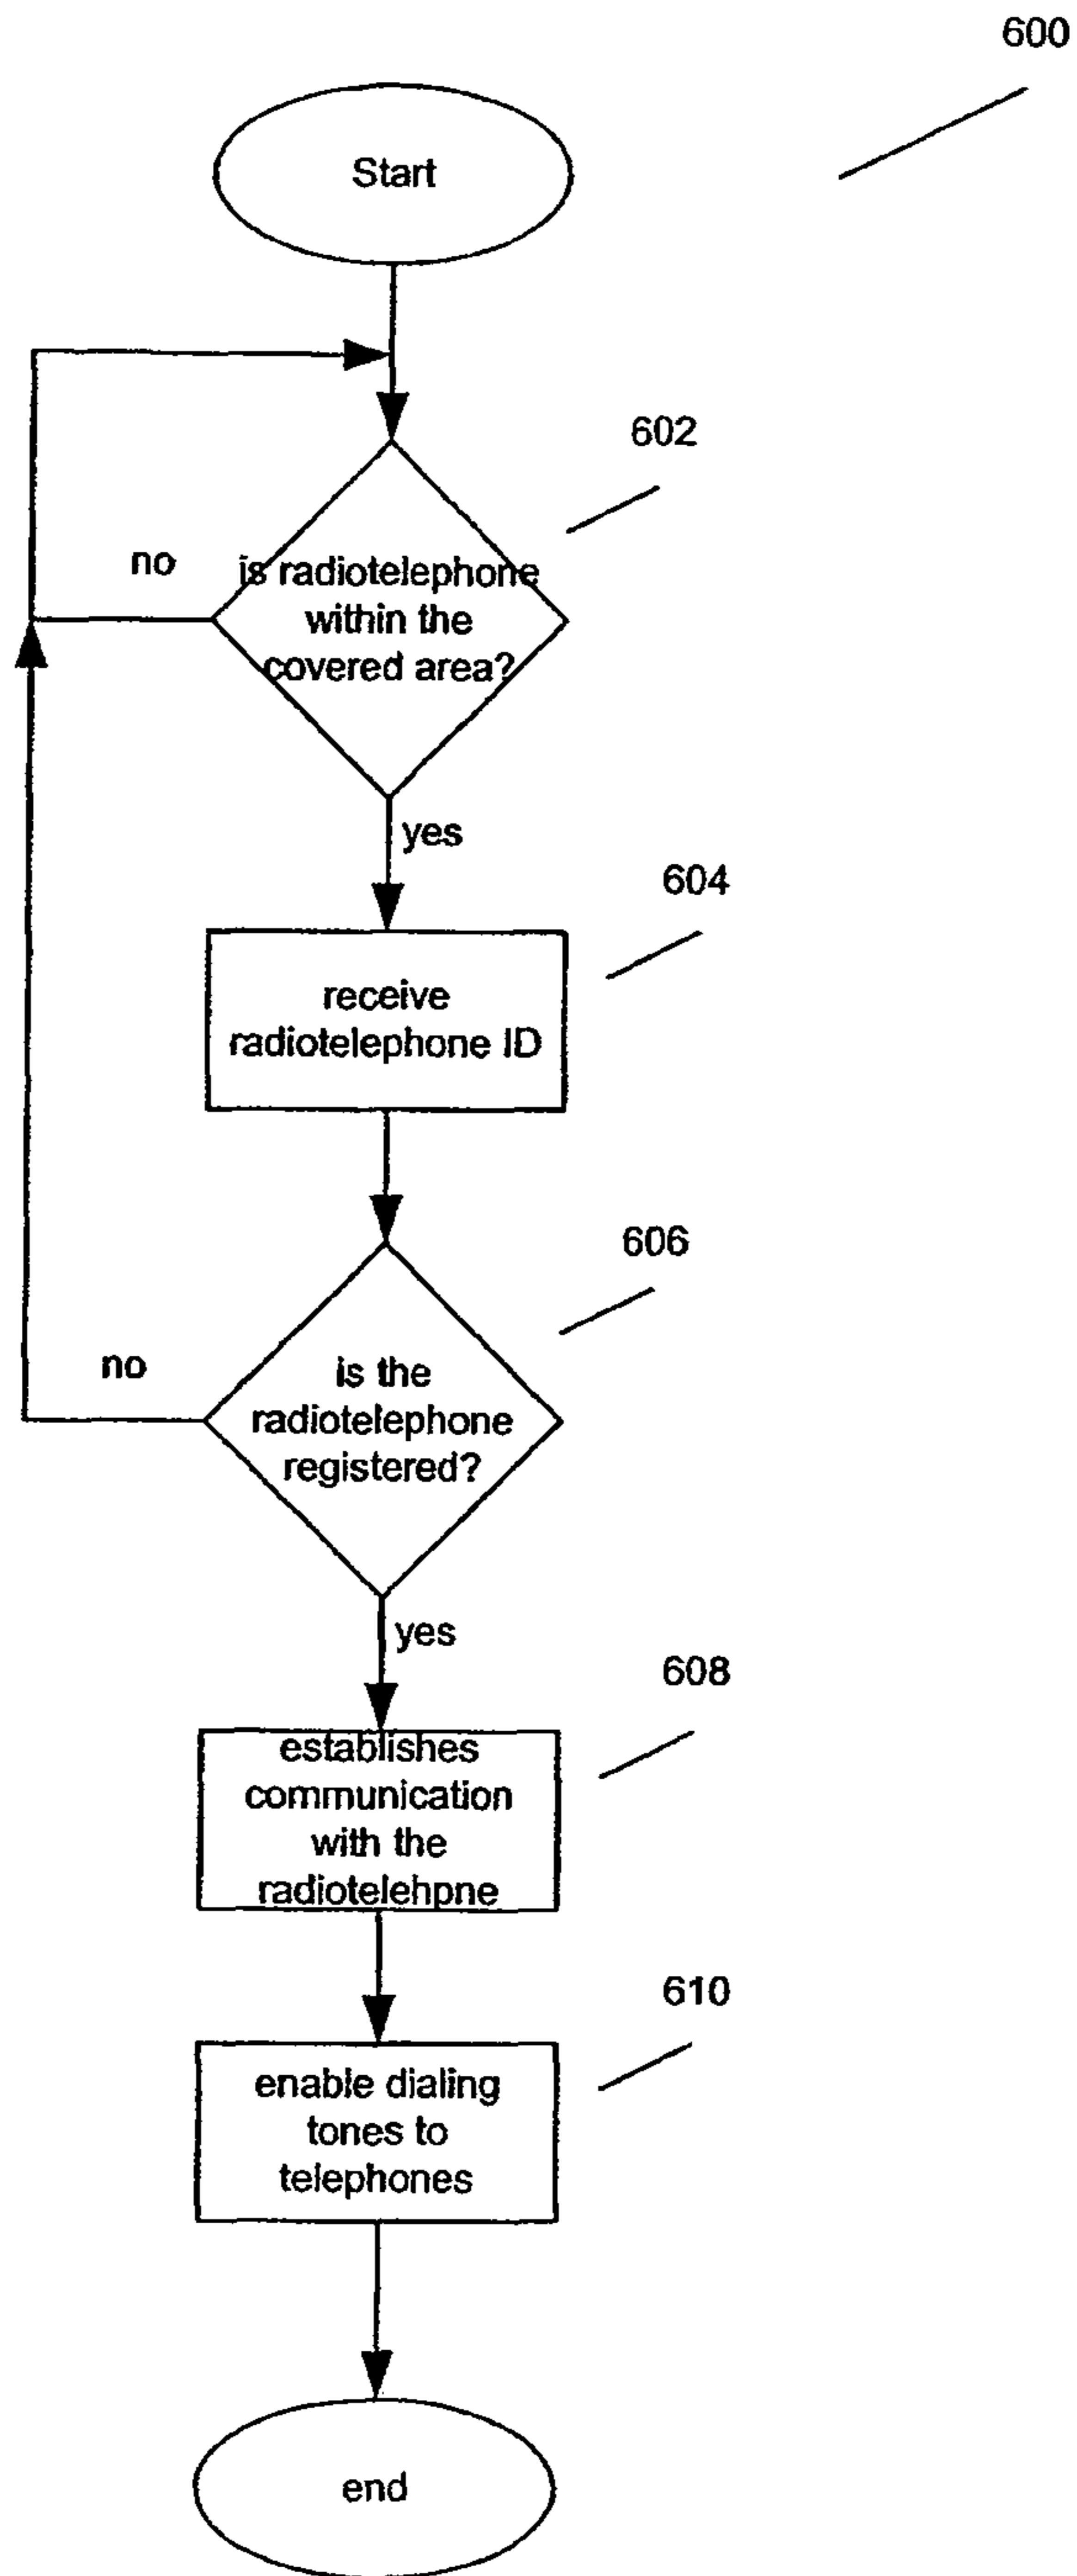 600
Start
602
no
is radiotelephone
within the
covered area?
yes
604
receive
radiotelephone ID
606
no
is the
radiotelephone
registered?
yes
608
establishes
communication
with the
radiotelehpne
610
enable dialing
tones to
telephones
end